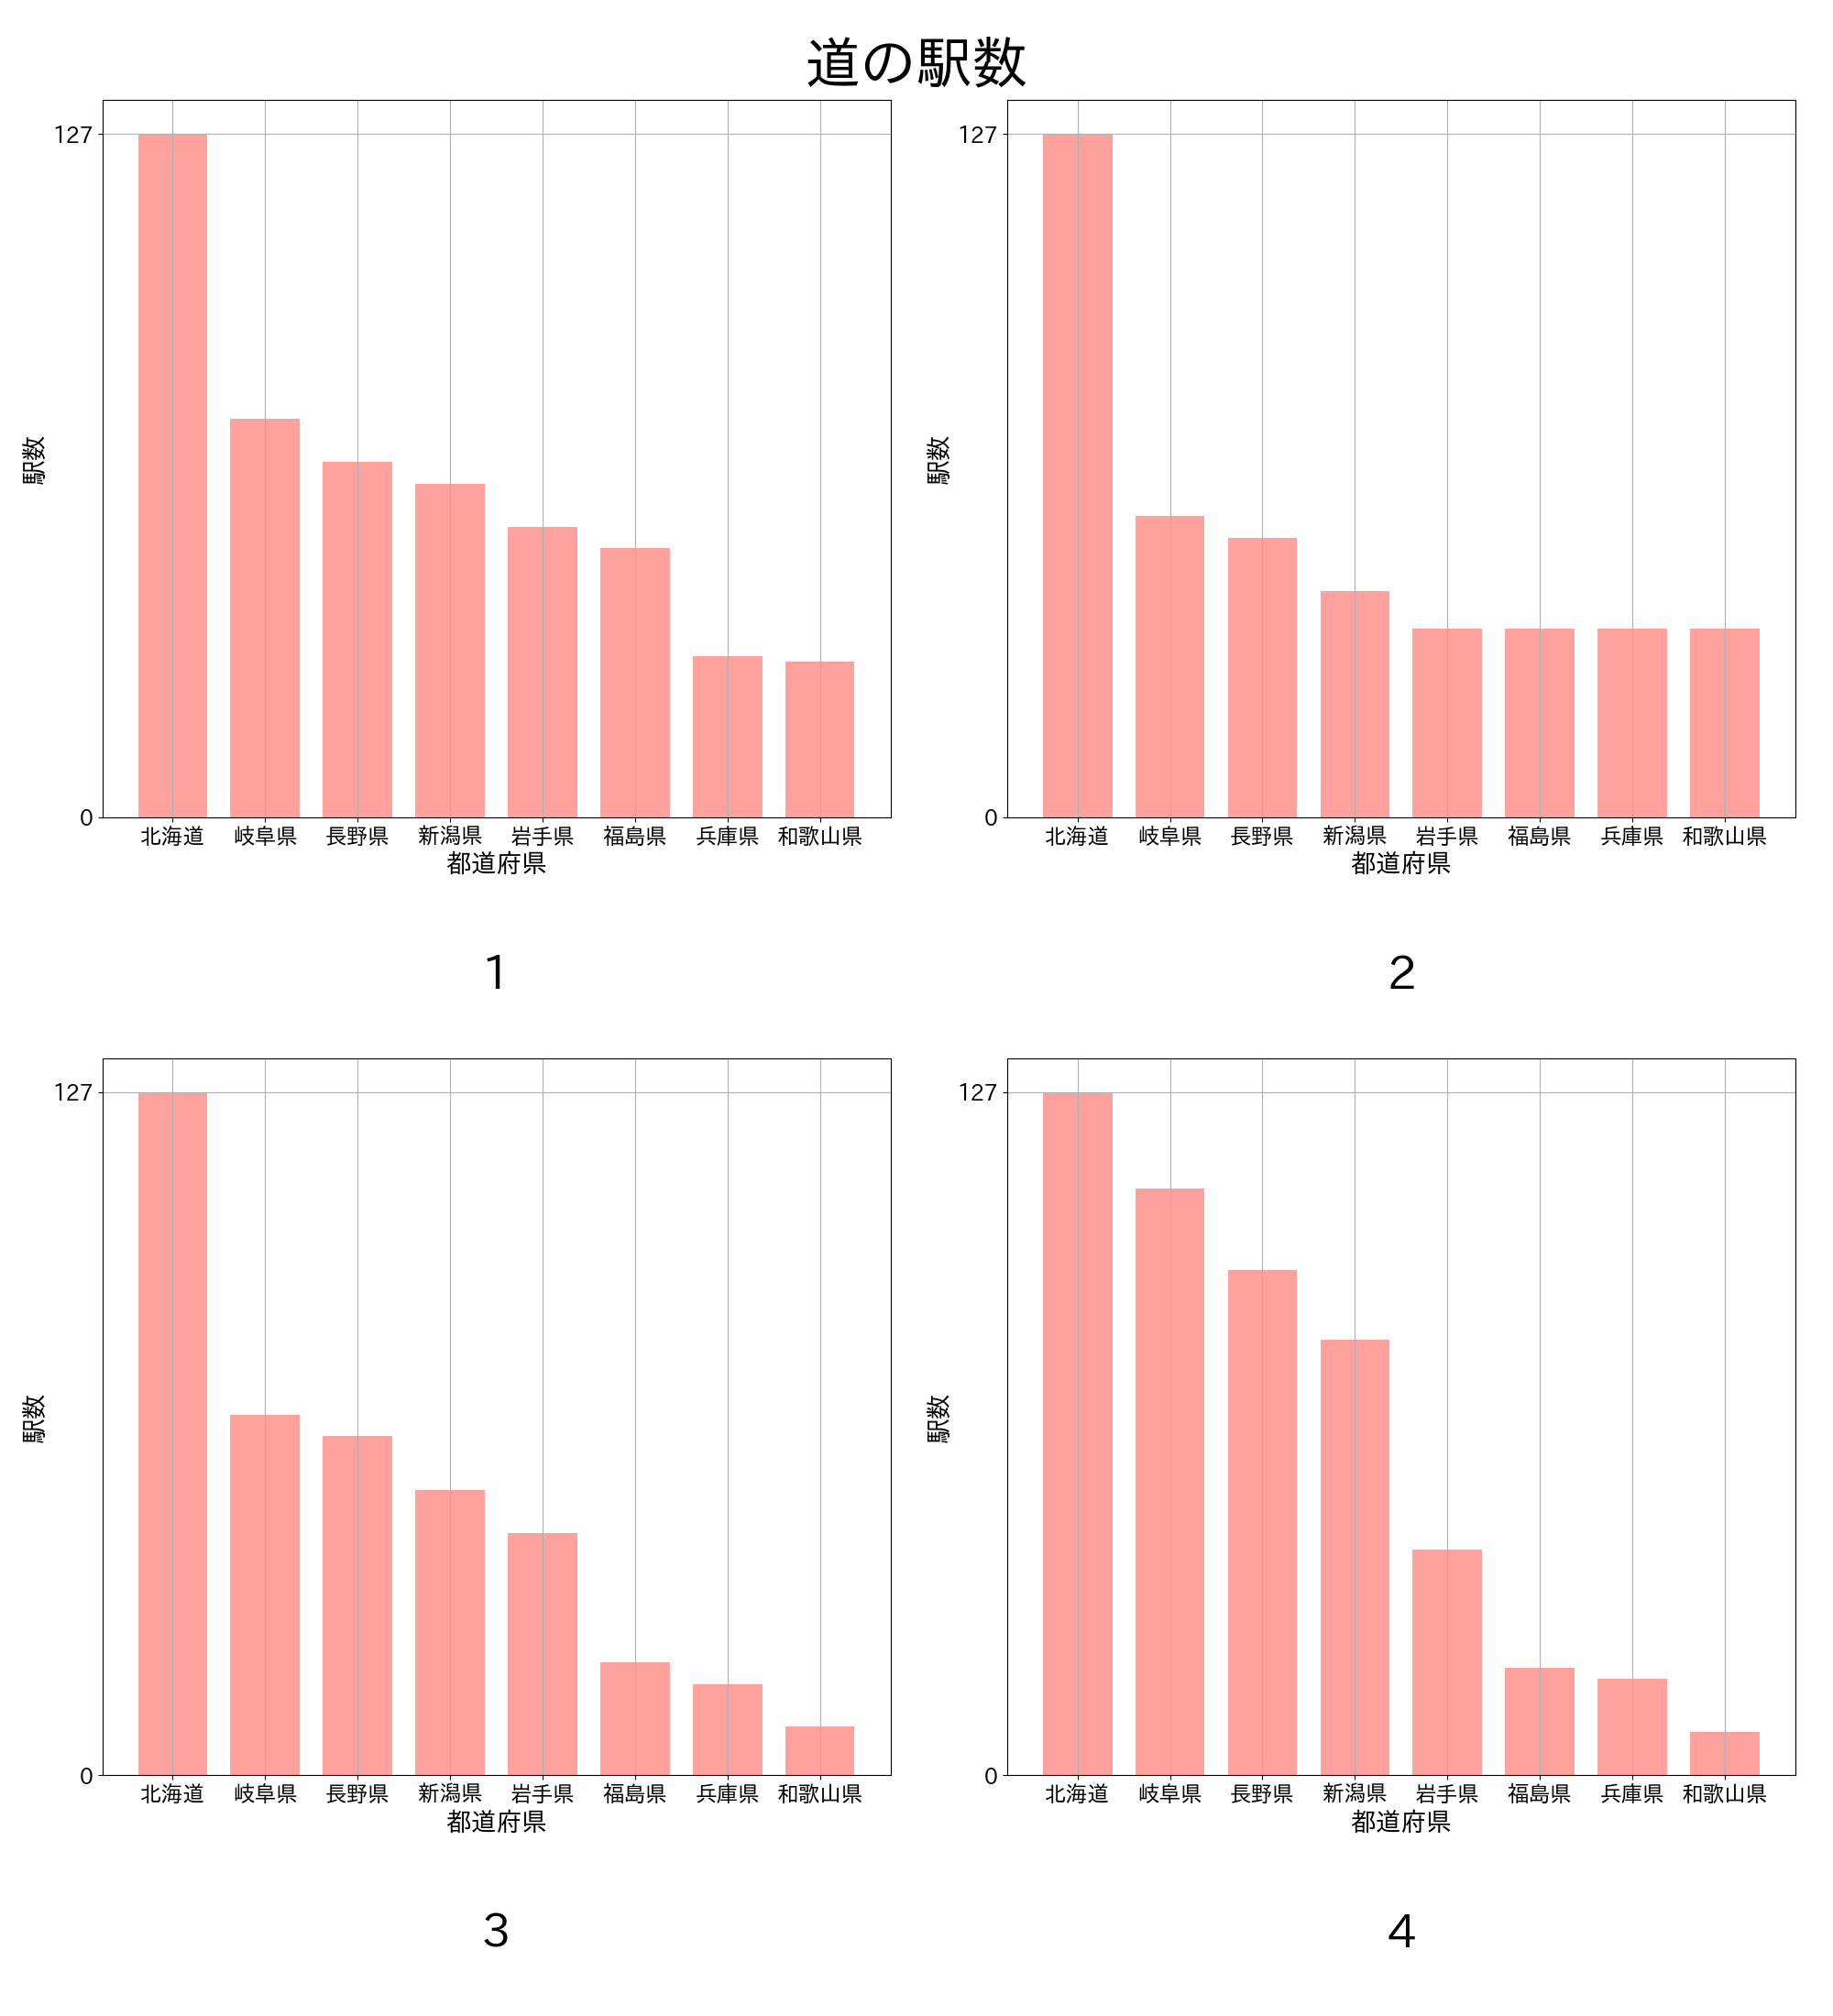 道の駅数
127
駅数
0
北海道 岐阜県 長野県 新潟県 岩手県 福島県 兵庫県 和歌山県
都道府県
1
127
駅数
0
北海道 岐阜県 長野県 新潟県 岩手県 福島県 兵庫県 和歌山県
都道府県
2
127
駅数
0
北海道 岐阜県 長野県 新潟県 岩手県 福島県 兵庫県 和歌山県
都道府県
3
127
駅数
0
北海道 岐阜県 長野県 新潟県 岩手県 福島県 兵庫県 和歌山県
都道府県
4